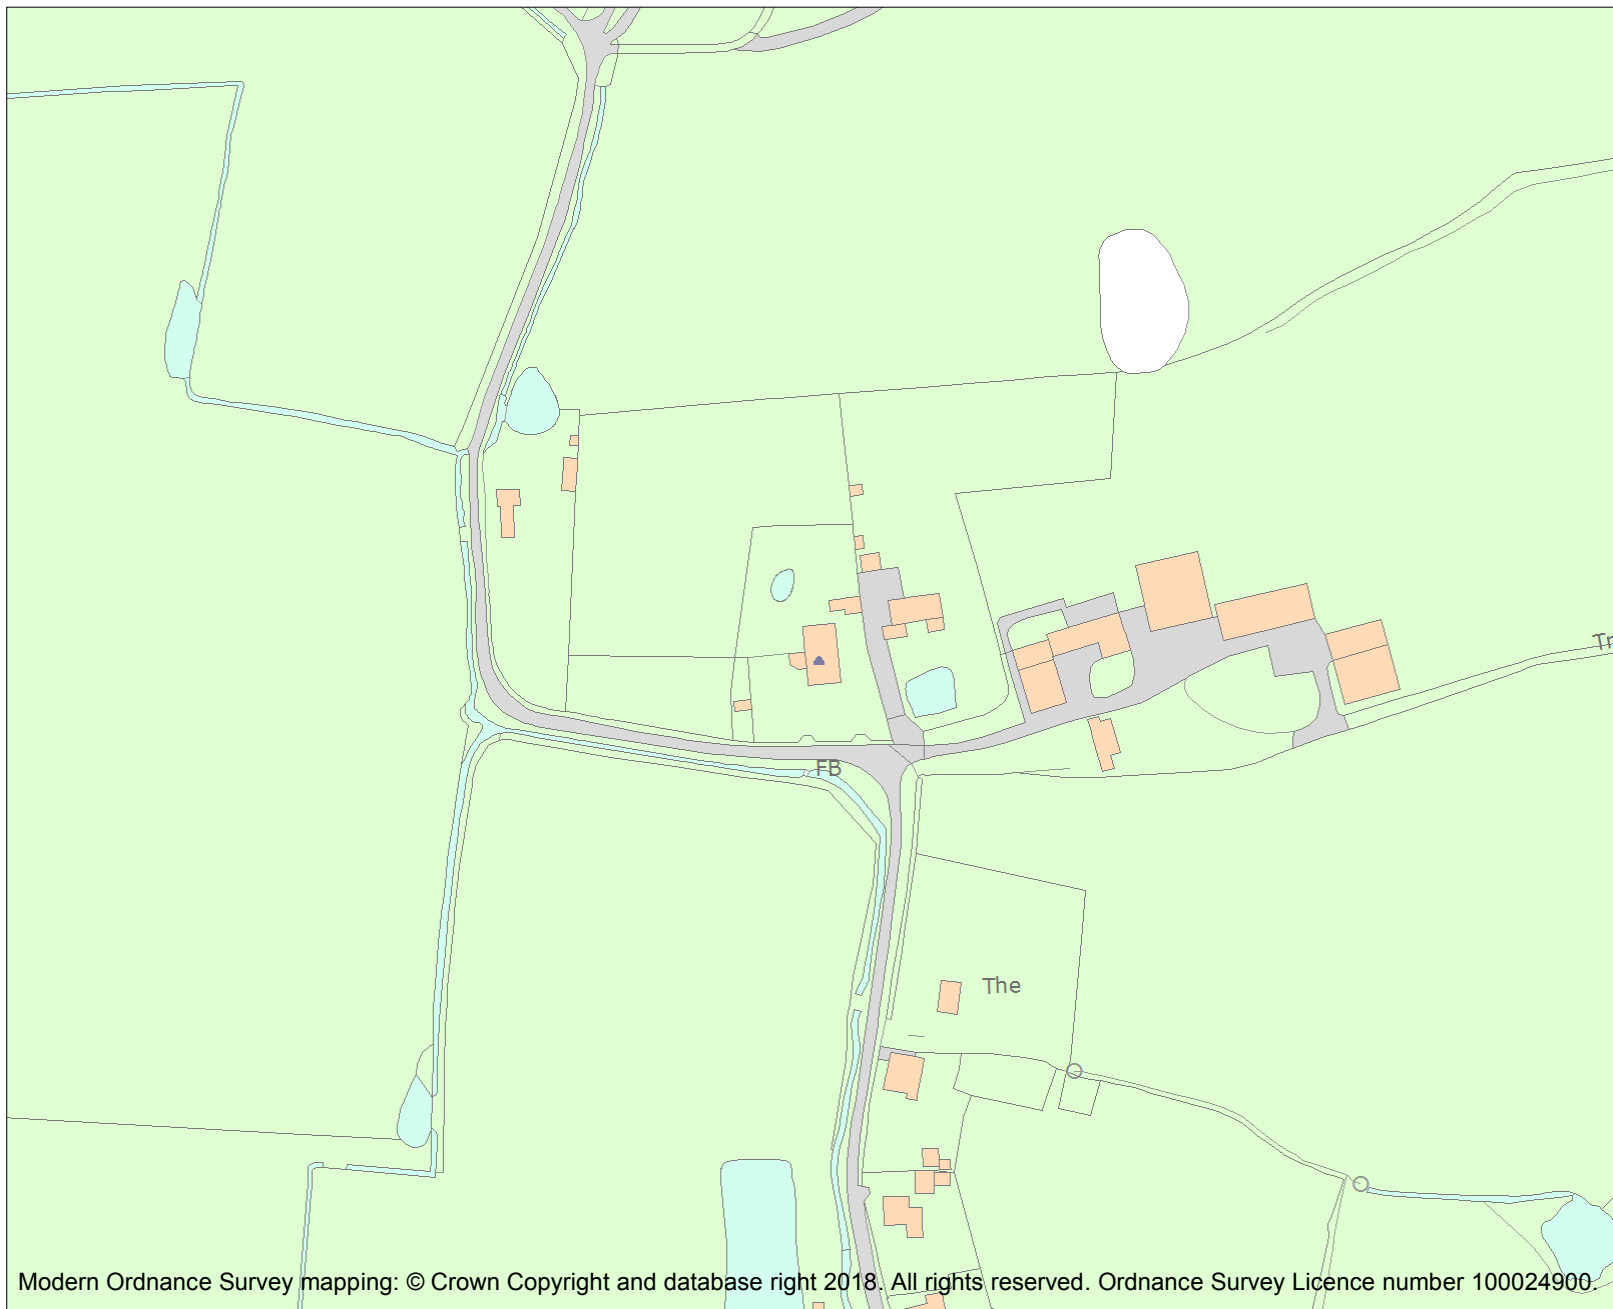 Tr
FB
The
Modern Ordnance Survey mapping: © Crown Copyright and database right 2018. All rights reserved. Ordnance Survey Licence number 100024900.